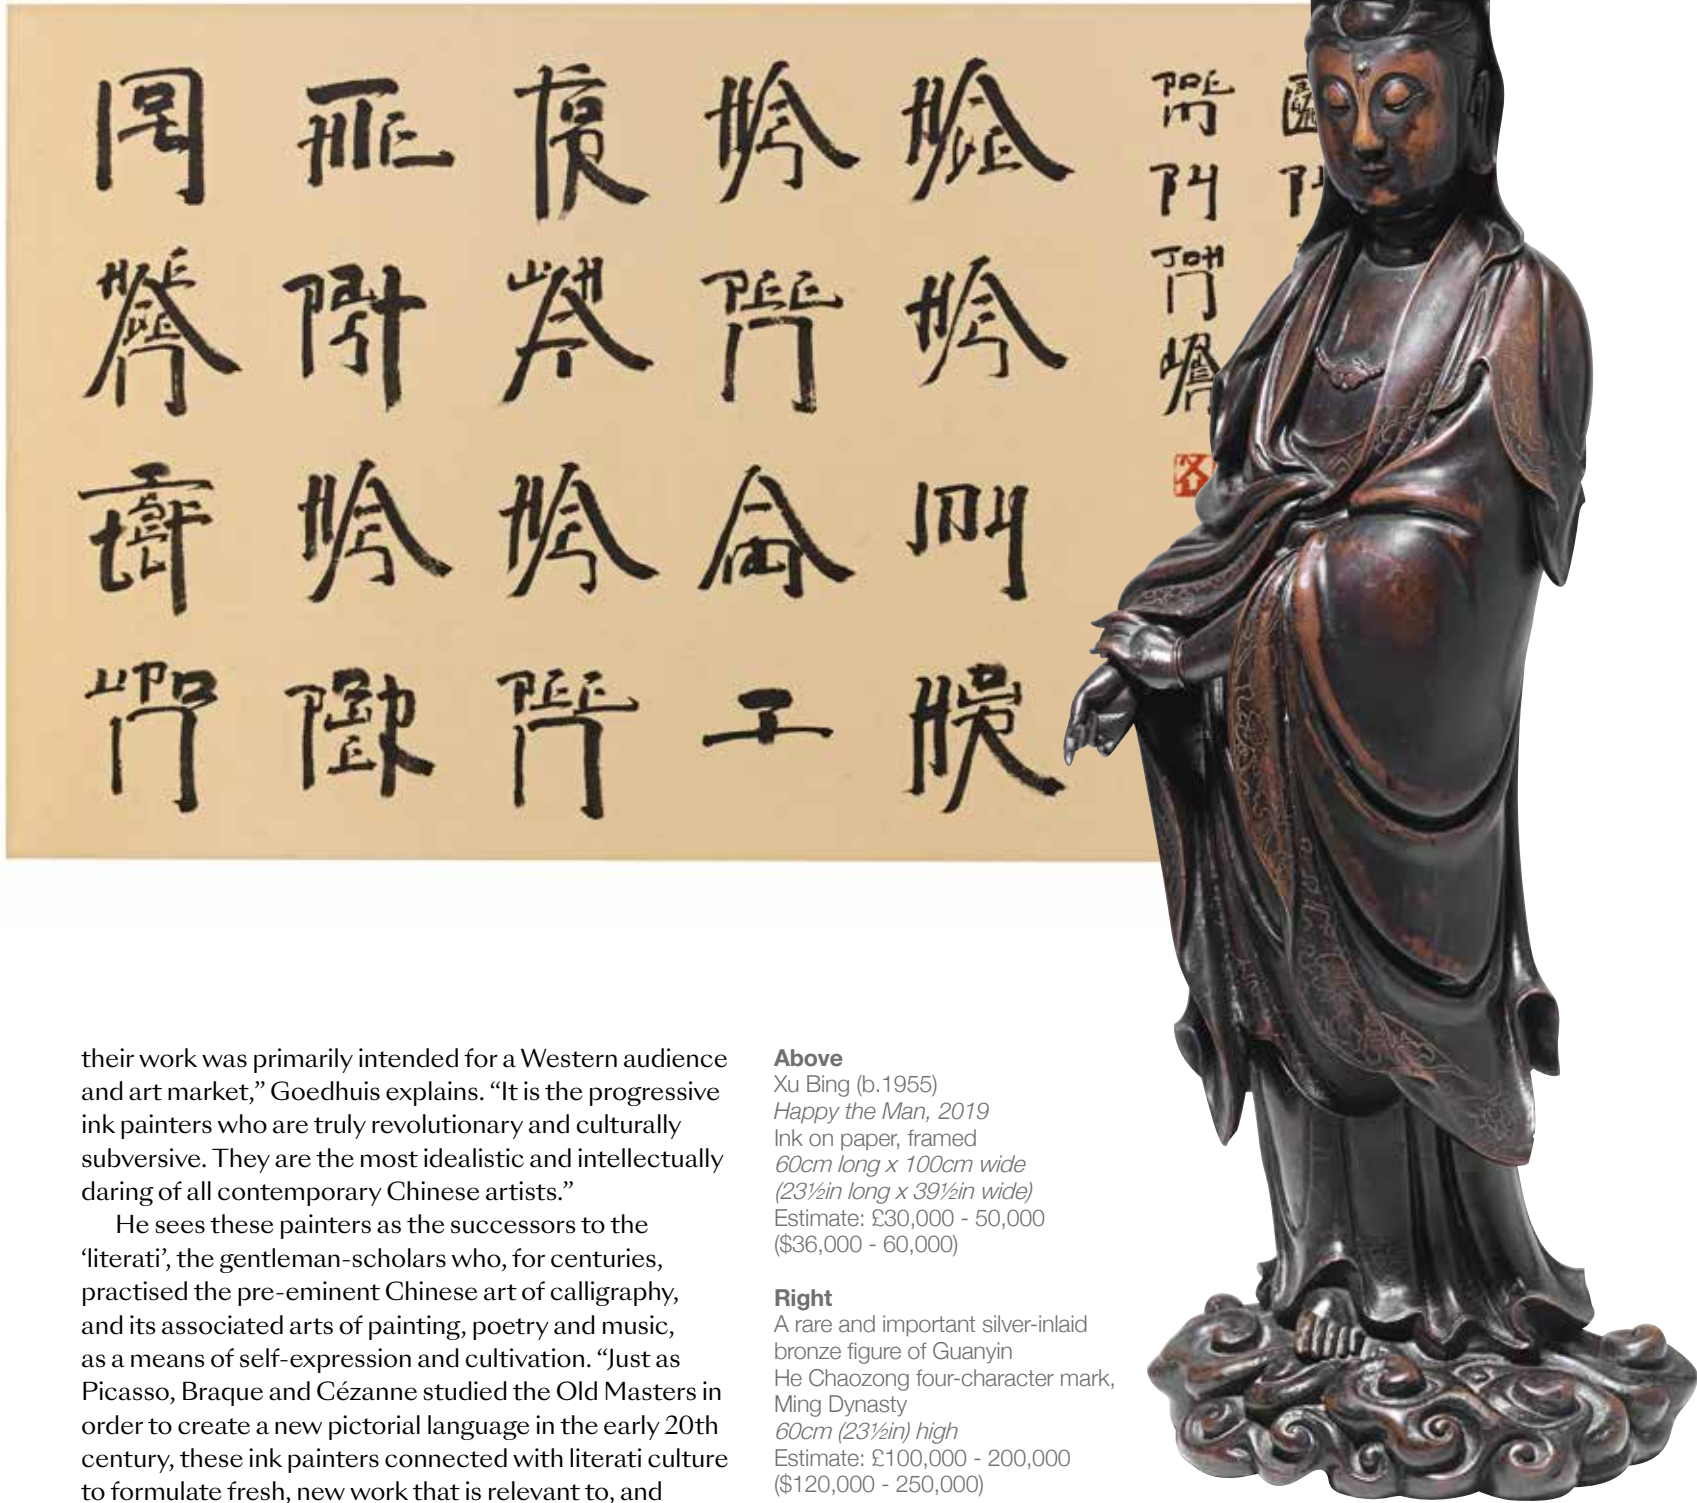 their work was primarily intended for a Western audience
and art market,” Goedhuis explains. “It is the progressive
ink painters who are truly revolutionary and culturally
subversive. They are the most idealistic and intellectually
daring of all contemporary Chinese artists.”
He sees these painters as the successors to the
‘literati’, the gentleman-scholars who, for centuries,
practised the pre-eminent Chinese art of calligraphy,
and its associated arts of painting, poetry and music,
as a means of self-expression and cultivation. “Just as
Picasso, Braque and Cézanne studied the Old Masters in
order to create a new pictorial language in the early 20th
century, these ink painters connected with literati culture
to formulate fresh, new work that is relevant to, and
Above
Xu Bing (b.1955)
Happy the Man, 2019
Ink on paper, framed
60cm long x 100cm wide
(23½in long x 39½in wide)
Estimate: £30,000 - 50,000
($36,000 - 60,000)
Right
A rare and important silver-inlaid
bronze figure of Guanyin
He Chaozong four-character mark,
Ming Dynasty
60cm (23½in) high
Estimate: £100,000 - 200,000
($120,000 - 250,000)